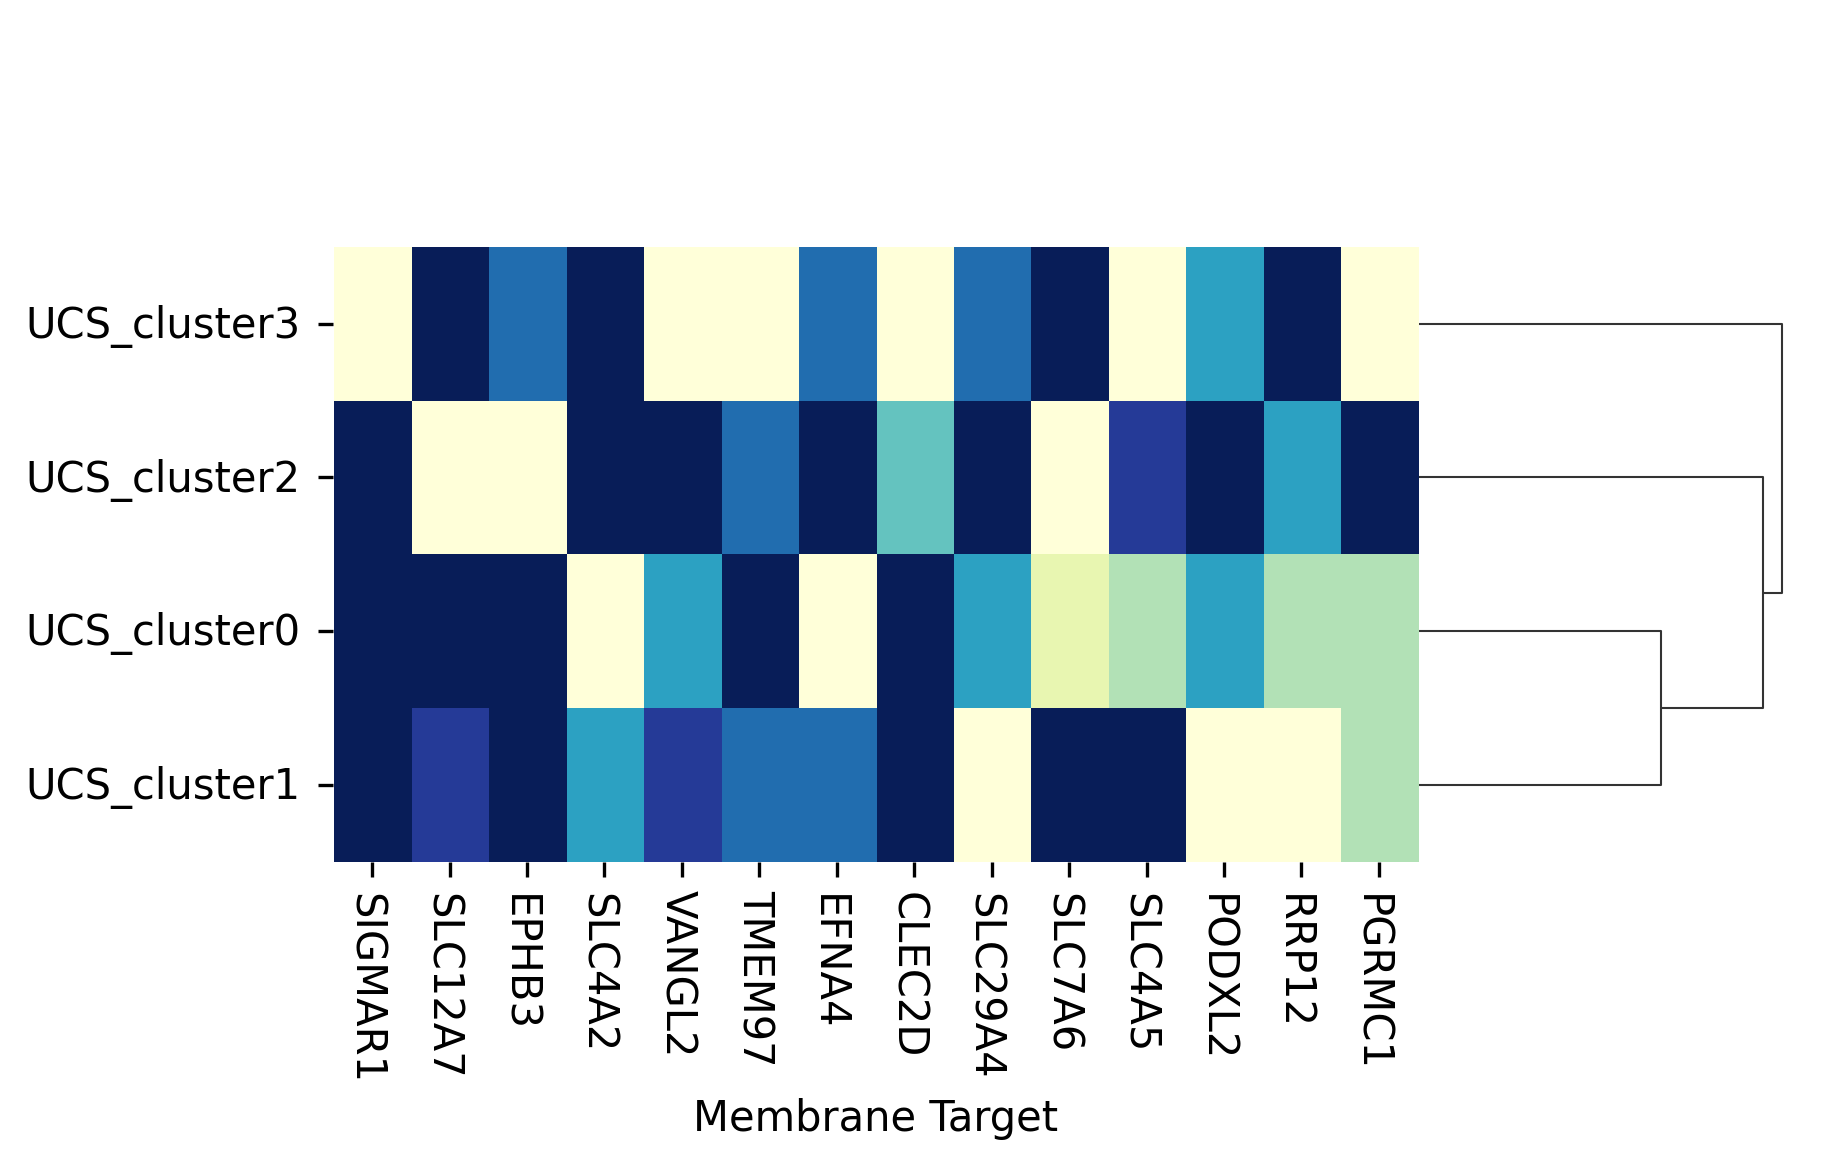 UCS_cluster3
UCS_cluster2
UCS_cluster0
UCS_cluster1
SIGMAR1
SLC12A7
EPHB3
SLC4A2
VANGL2
TMEM97
EFNA4
CLEC2D
SLC29A4
SLC7A6
SLC4A5
PODXL2
RRP12
PGRMC1
Membrane Target